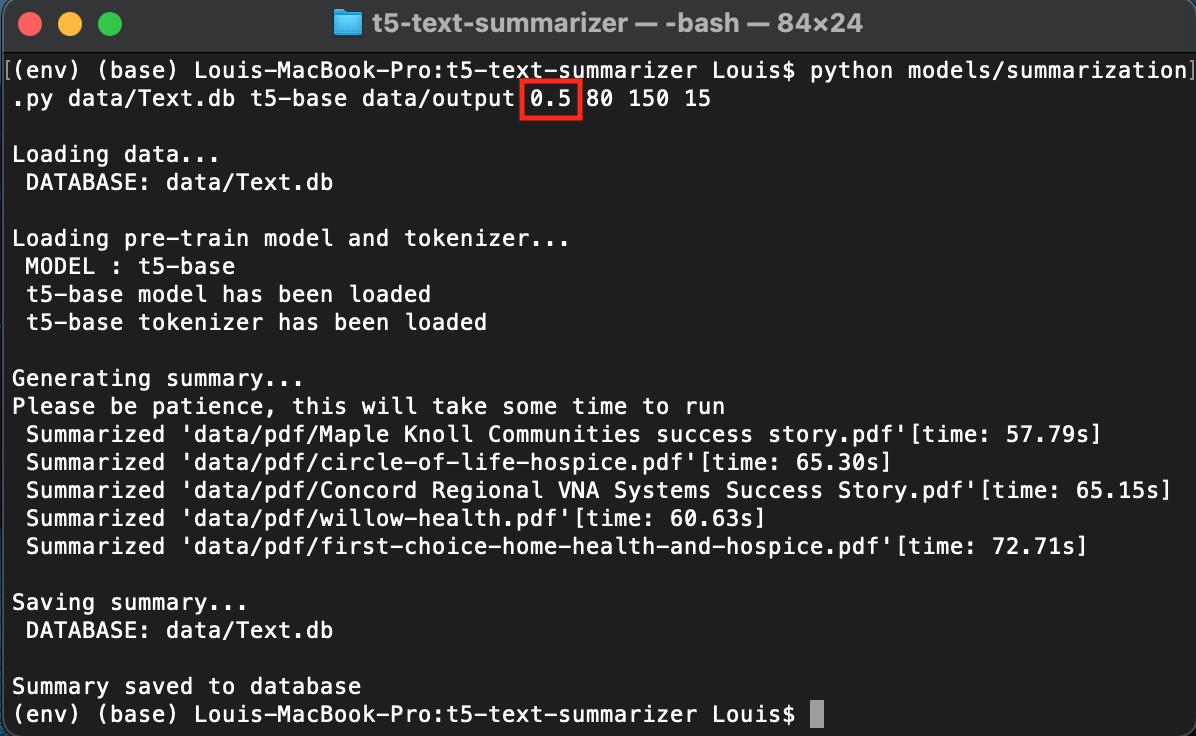 t5-text-summarizer — -bash — 84×24
[(env) (base) Louis-MacBook-Pro:t5-text-summarizer Louis$ python models/summarization]
.py data/Text.db t5-base data/output 0.5 80 150 15
Loading data...
DATABASE: data/Text.db
Loading pre-train model and tokenizer...
MODEL : t5-base
t5-base model has been loaded
t5-base tokenizer has been loaded
Generating summary...
Please be patience, this will take some time to run
Summarized 'data/pdf/Maple Knoll Communities success story.pdf'[time: 57.79s]
Summarized 'data/pdf/circle-of-life-hospice.pdf'[time: 65.30s]
Summarized 'data/pdf/Concord Regional VNA Systems Success Story.pdf'[time: 65.15s]
Summarized 'data/pdf/willow-health.pdf'[time: 60.63s]
Summarized 'data/pdf/first-choice-home-health-and-hospice.pdf'[time: 72.71s]
Saving summary...
DATABASE: data/Text.db
Summary saved to database
(env) (base) Louis-MacBook-Pro:t5-text-summarizer Louis$